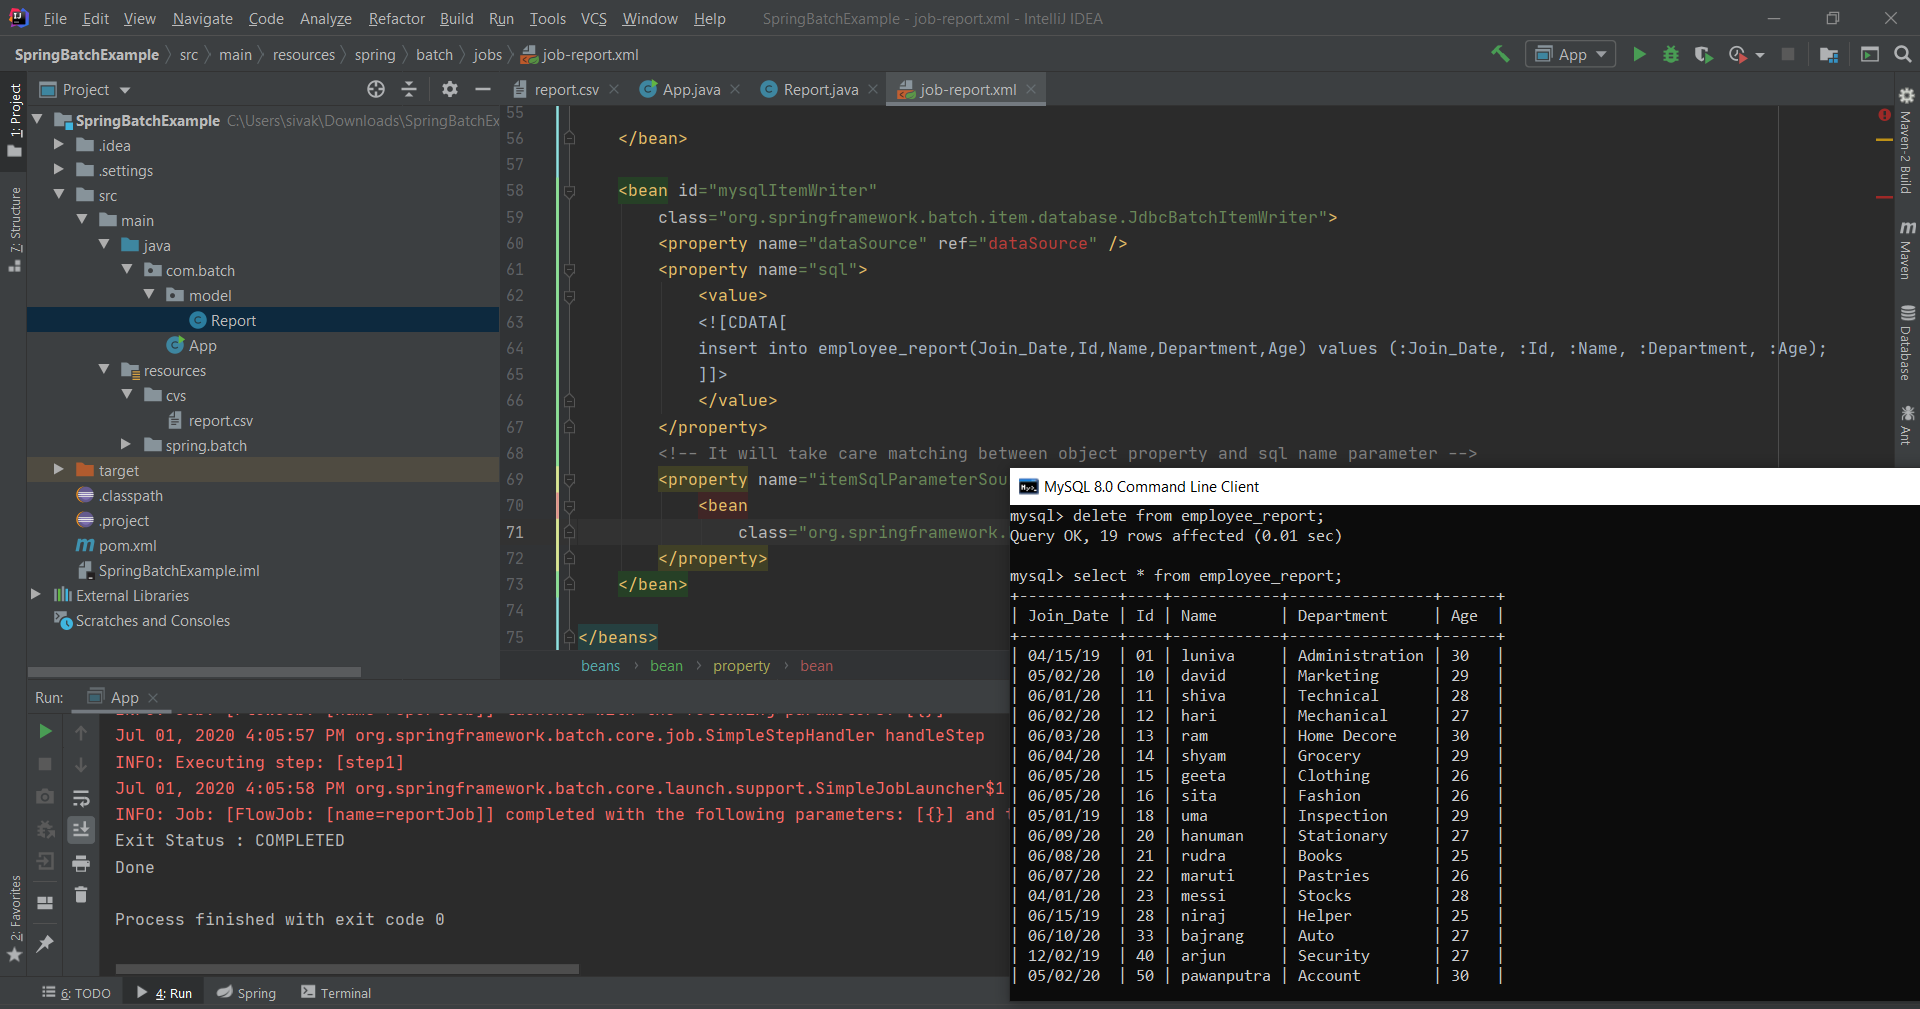 File Edit View Navigate Code Analyze Refactor Build Run Tools VCS Window Help SpringBatchExample - job-report.xml - IntelliJ IDEA
SpringBatchExample src main resources spring batch jobs job-report.xml
App
1: Project
7: Structure
2: Favorites
Project
SpringBatchExample C:\Users\sivak\Downloads\SpringBatchEx
.idea
.settings
src
main
java
com.batch
model
Report
App
resources
cvs
report.csv
spring.batch
target
.classpath
.project
pom.xml
SpringBatchExample.iml
External Libraries
Scratches and Consoles
report.csv App.java Report.java job-report.xml
55
56 </bean>
57
58 <bean id="mysqlItemWriter"
59 class="org.springframework.batch.item.database.JdbcBatchItemWriter">
60 <property name="dataSource" ref="dataSource" />
61 <property name="sql">
62 <value>
63 <![CDATA[
64 insert into employee_report(Join_Date,Id,Name,Department,Age) values (:Join_Date, :Id, :Name, :Department, :Age);
65 ]]>
66 </value>
67 </property>
68 <!-- It will take care matching between object property and sql name parameter -->
69 <property name="itemSqlParameterSou
70 <bean
71 class="org.springframework.
72 </property>
73 </bean>
74
75 </beans>
beans › bean › property › bean
Maven-2 Build
Maven
Database
Ant
Run: App
INFO: Job: [FlowJob: [name=reportJob]] launched with the following parameters: [{}]
Jul 01, 2020 4:05:57 PM org.springframework.batch.core.job.SimpleStepHandler handleStep
INFO: Executing step: [step1]
Jul 01, 2020 4:05:58 PM org.springframework.batch.core.launch.support.SimpleJobLauncher$1
INFO: Job: [FlowJob: [name=reportJob]] completed with the following parameters: [{}] and
Exit Status : COMPLETED
Done
Process finished with exit code 0
6: TODO 4: Run Spring Terminal
MySQL 8.0 Command Line Client
mysql> delete from employee_report;
Query OK, 19 rows affected (0.01 sec)
mysql> select * from employee_report;
+-----------+----+------------+----------------+------+
| Join_Date | Id | Name | Department | Age |
+-----------+----+------------+----------------+------+
| 04/15/19 | 01 | luniva | Administration | 30 |
| 05/02/20 | 10 | david | Marketing | 29 |
| 06/01/20 | 11 | shiva | Technical | 28 |
| 06/02/20 | 12 | hari | Mechanical | 27 |
| 06/03/20 | 13 | ram | Home Decore | 30 |
| 06/04/20 | 14 | shyam | Grocery | 29 |
| 06/05/20 | 15 | geeta | Clothing | 26 |
| 06/05/20 | 16 | sita | Fashion | 26 |
| 05/01/19 | 18 | uma | Inspection | 29 |
| 06/09/20 | 20 | hanuman | Stationary | 27 |
| 06/08/20 | 21 | rudra | Books | 25 |
| 06/07/20 | 22 | maruti | Pastries | 26 |
| 04/01/20 | 23 | messi | Stocks | 28 |
| 06/15/19 | 28 | niraj | Helper | 25 |
| 06/10/20 | 33 | bajrang | Auto | 27 |
| 12/02/19 | 40 | arjun | Security | 27 |
| 05/02/20 | 50 | pawanputra | Account | 30 |